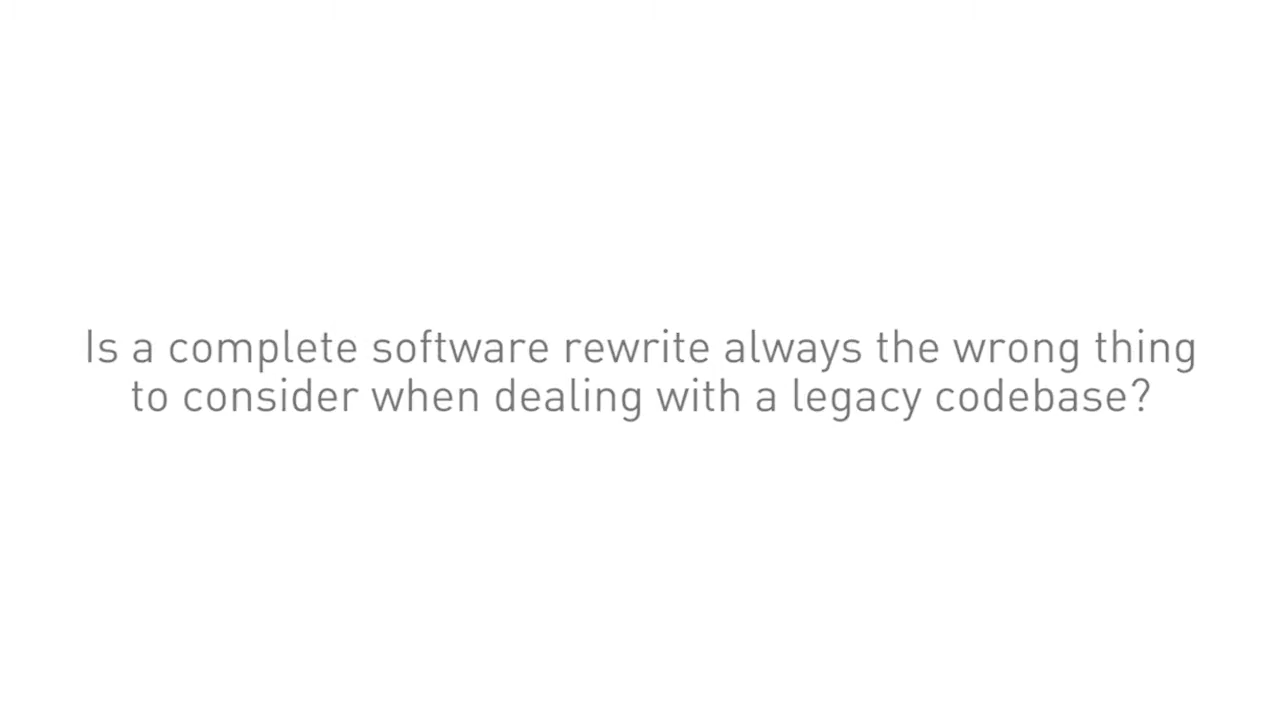 Is a complete software rewrite always the wrong thing
to consider when dealing with a legacy codebase?